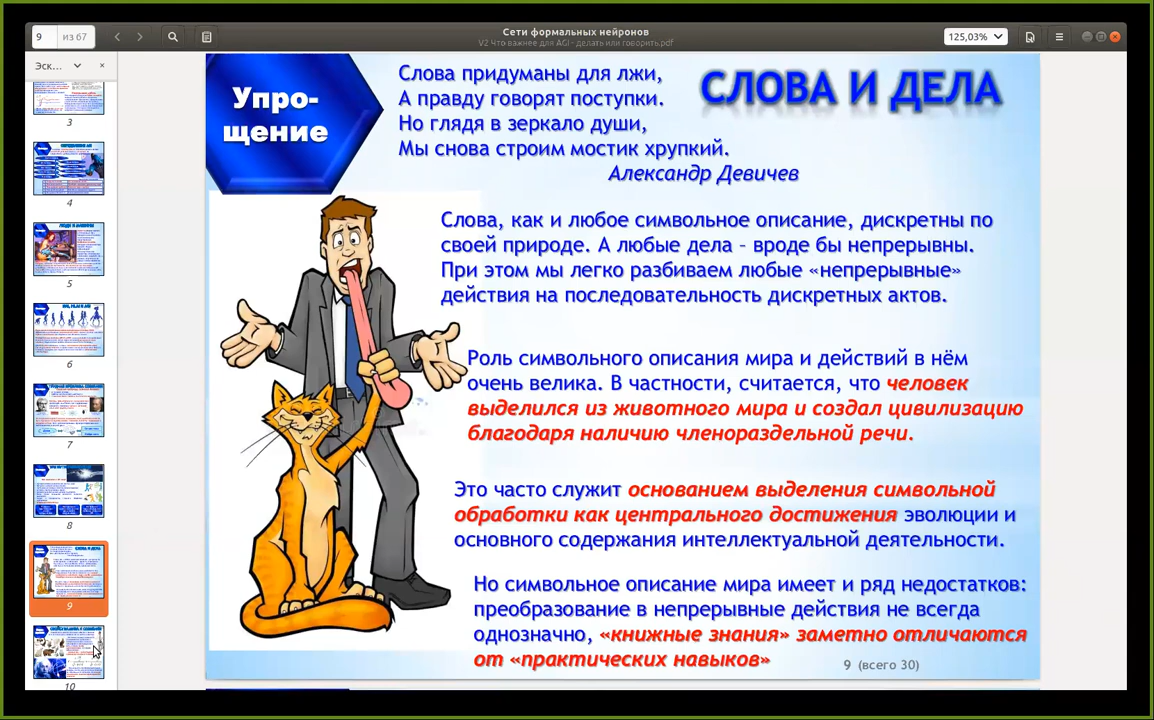 9
из 67
Сети формальных нейронов
V2 Что важнее для AGI - делать или говорить.pdf
125,03%
Эск...
3
4
5
6
7
8
9
10
Упро-
щение
Слова придуманы для лжи,
А правду говорят поступки.
Но глядя в зеркало души,
Мы снова строим мостик хрупкий.
Александр Девичев
СЛОВА И ДЕЛА
Слова, как и любое символьное описание, дискретны по
своей природе. А любые дела – вроде бы непрерывны.
При этом мы легко разбиваем любые «непрерывные»
действия на последовательность дискретных актов.
Роль символьного описания мира и действий в нём
очень велика. В частности, считается, что человек
выделился из животного мира и создал цивилизацию
благодаря наличию членораздельной речи.
Это часто служит основанием выделения символьной
обработки как центрального достижения эволюции и
основного содержания интеллектуальной деятельности.
Но символьное описание мира имеет и ряд недостатков:
преобразование в непрерывные действия не всегда
однозначно, «книжные знания» заметно отличаются
от «практических навыков»
9 (всего 30)